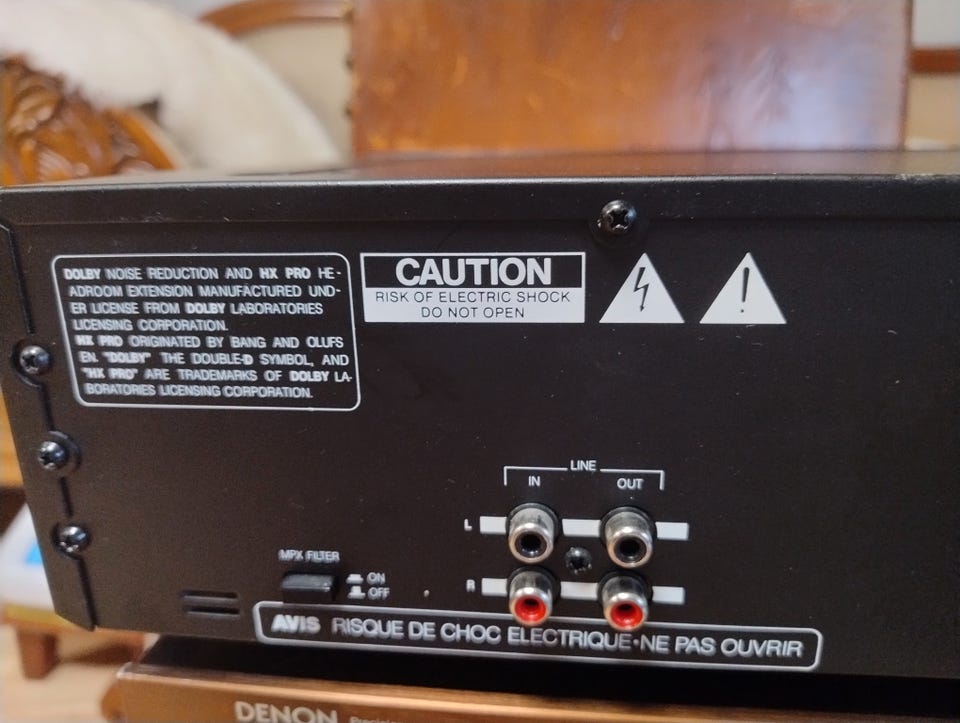 DOLBY NOISE REDUCTION AND HX PRO HE-
ADROOM EXTENSION MANUFACTURED UND-
ER LICENSE FROM DOLBY LABORATORIES
LICENSING CORPORATION.
HX PRO ORIGINATED BY BANG AND OLUFS
EN. "DOLBY" THE DOUBLE-D SYMBOL, AND
"HX PRO" ARE TRADEMARKS OF DOLBY LA-
BORATORIES LICENSING CORPORATION.
CAUTION
RISK OF ELECTRIC SHOCK
DO NOT OPEN
LINE
IN OUT
L
R
MPX FILTER
ON
OFF
AVIS RISQUE DE CHOC ELECTRIQUE·NE PAS OUVRIR
DENON Precision